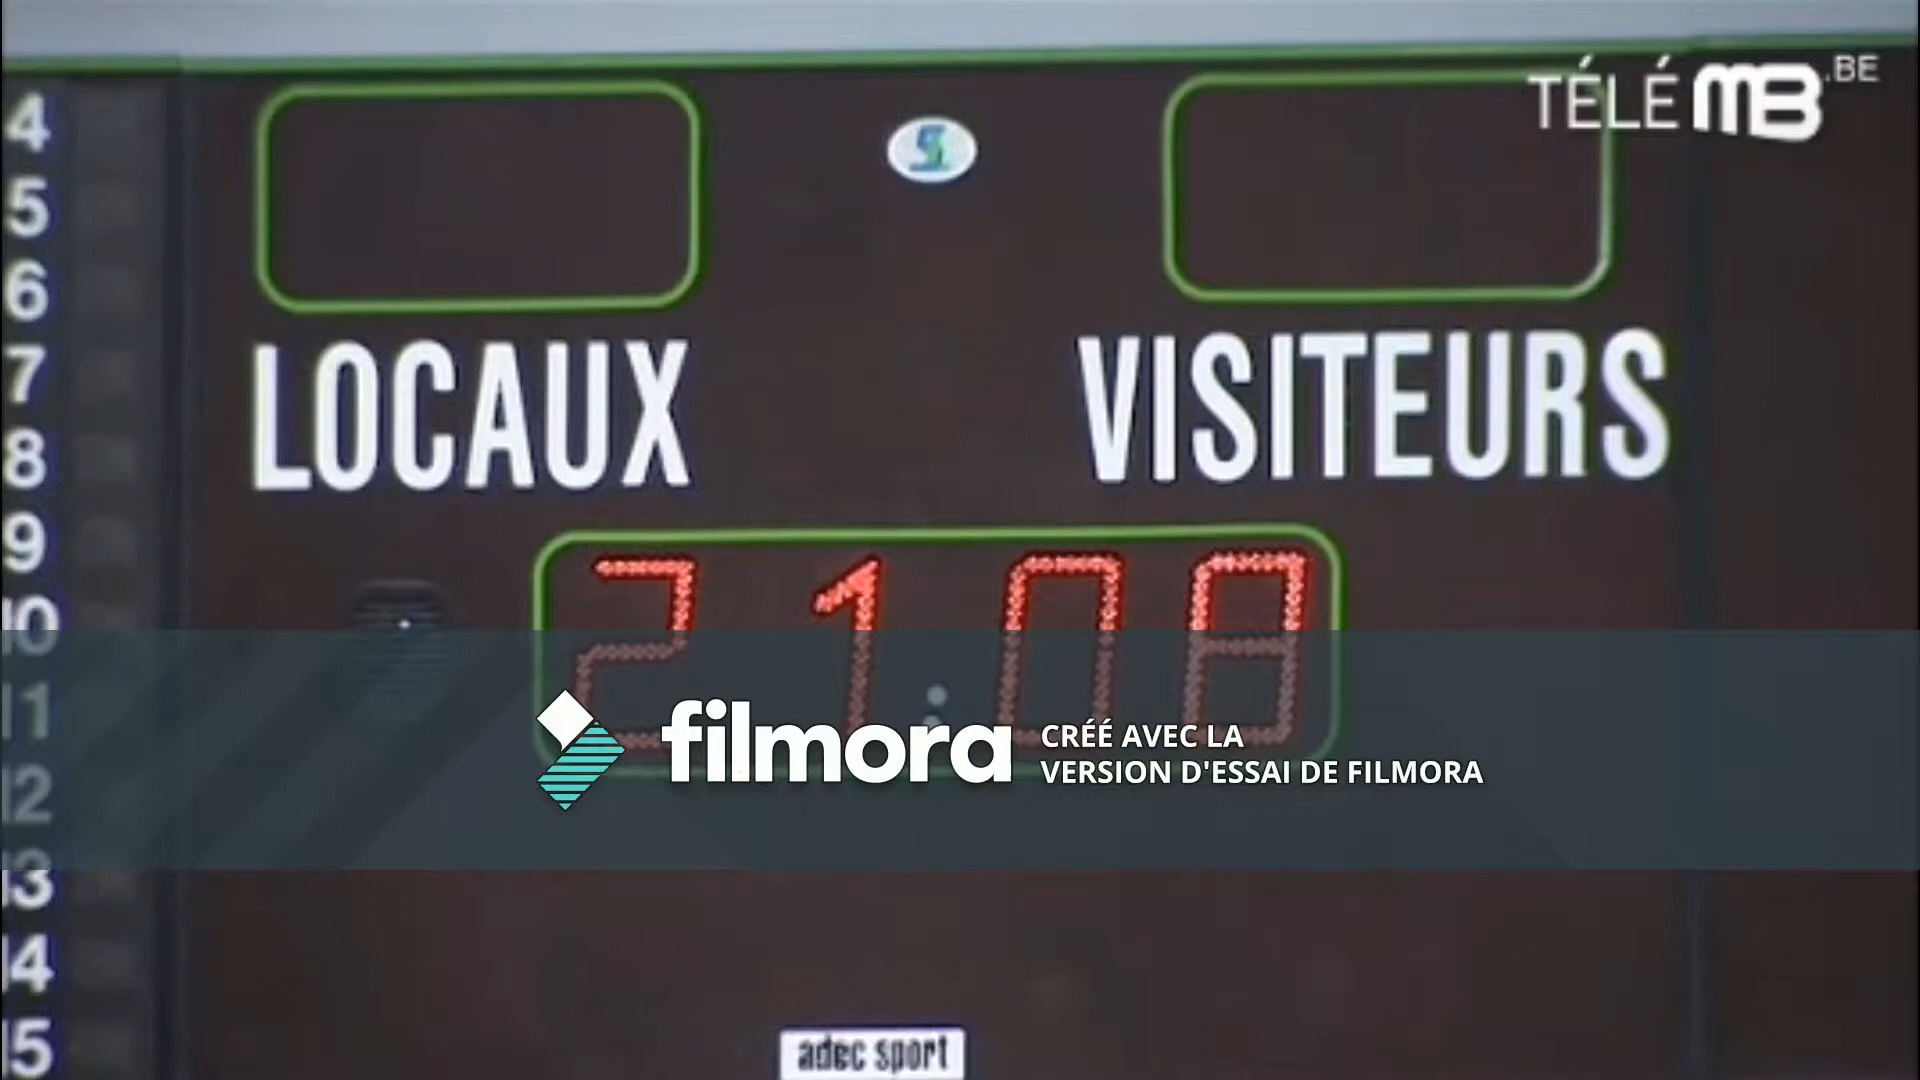 TÉLÉ MB.BE
4
5
6
7
8
9
10
11
12
13
14
15
LOCAUX VISITEURS
21:08
filmora
CRÉÉ AVEC LA
VERSION D'ESSAI DE FILMORA
adec sport